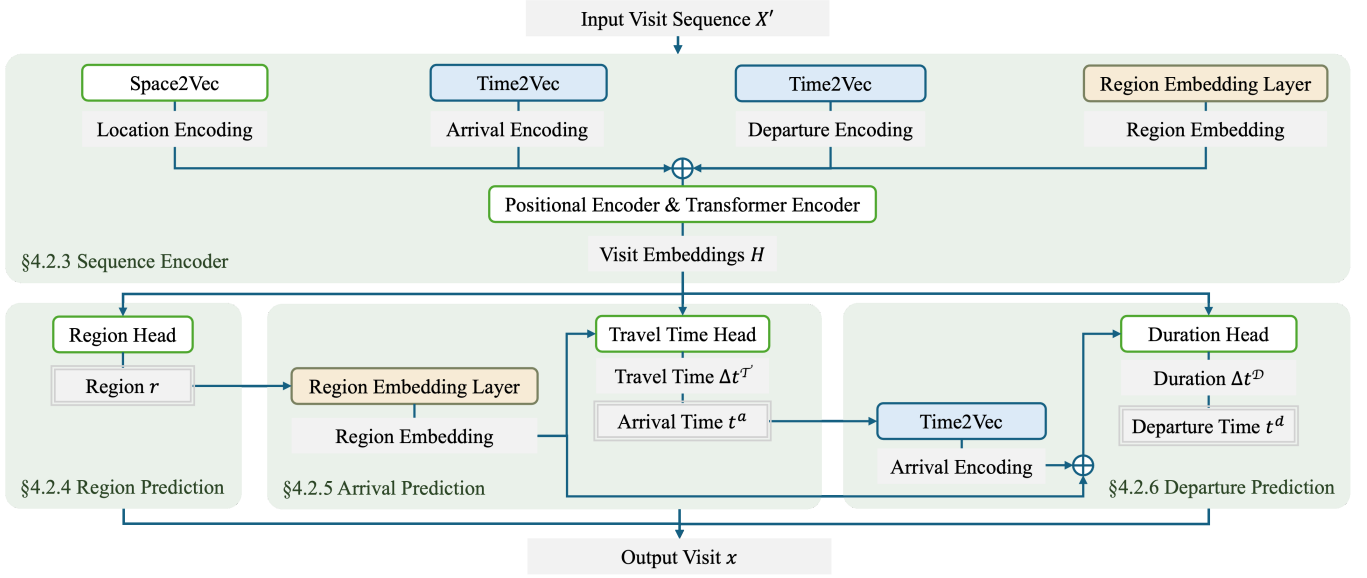 Input Visit Sequence X′
Space2Vec
Time2Vec
Time2Vec
Region Embedding Layer
Location Encoding
Arrival Encoding
Departure Encoding
Region Embedding
Positional Encoder & Transformer Encoder
Visit Embeddings H
§4.2.3 Sequence Encoder
Region Head
Region r
§4.2.4 Region Prediction
Region Embedding Layer
Region Embedding
Travel Time Head
Travel Time Δt^𝒯
Arrival Time t^a
§4.2.5 Arrival Prediction
Time2Vec
Arrival Encoding
Duration Head
Duration Δt^𝒟
Departure Time t^d
§4.2.6 Departure Prediction
Output Visit x